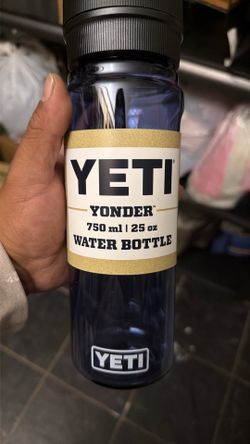 YETI®
YONDER™
750 ml | 25 oz
WATER BOTTLE
YETI